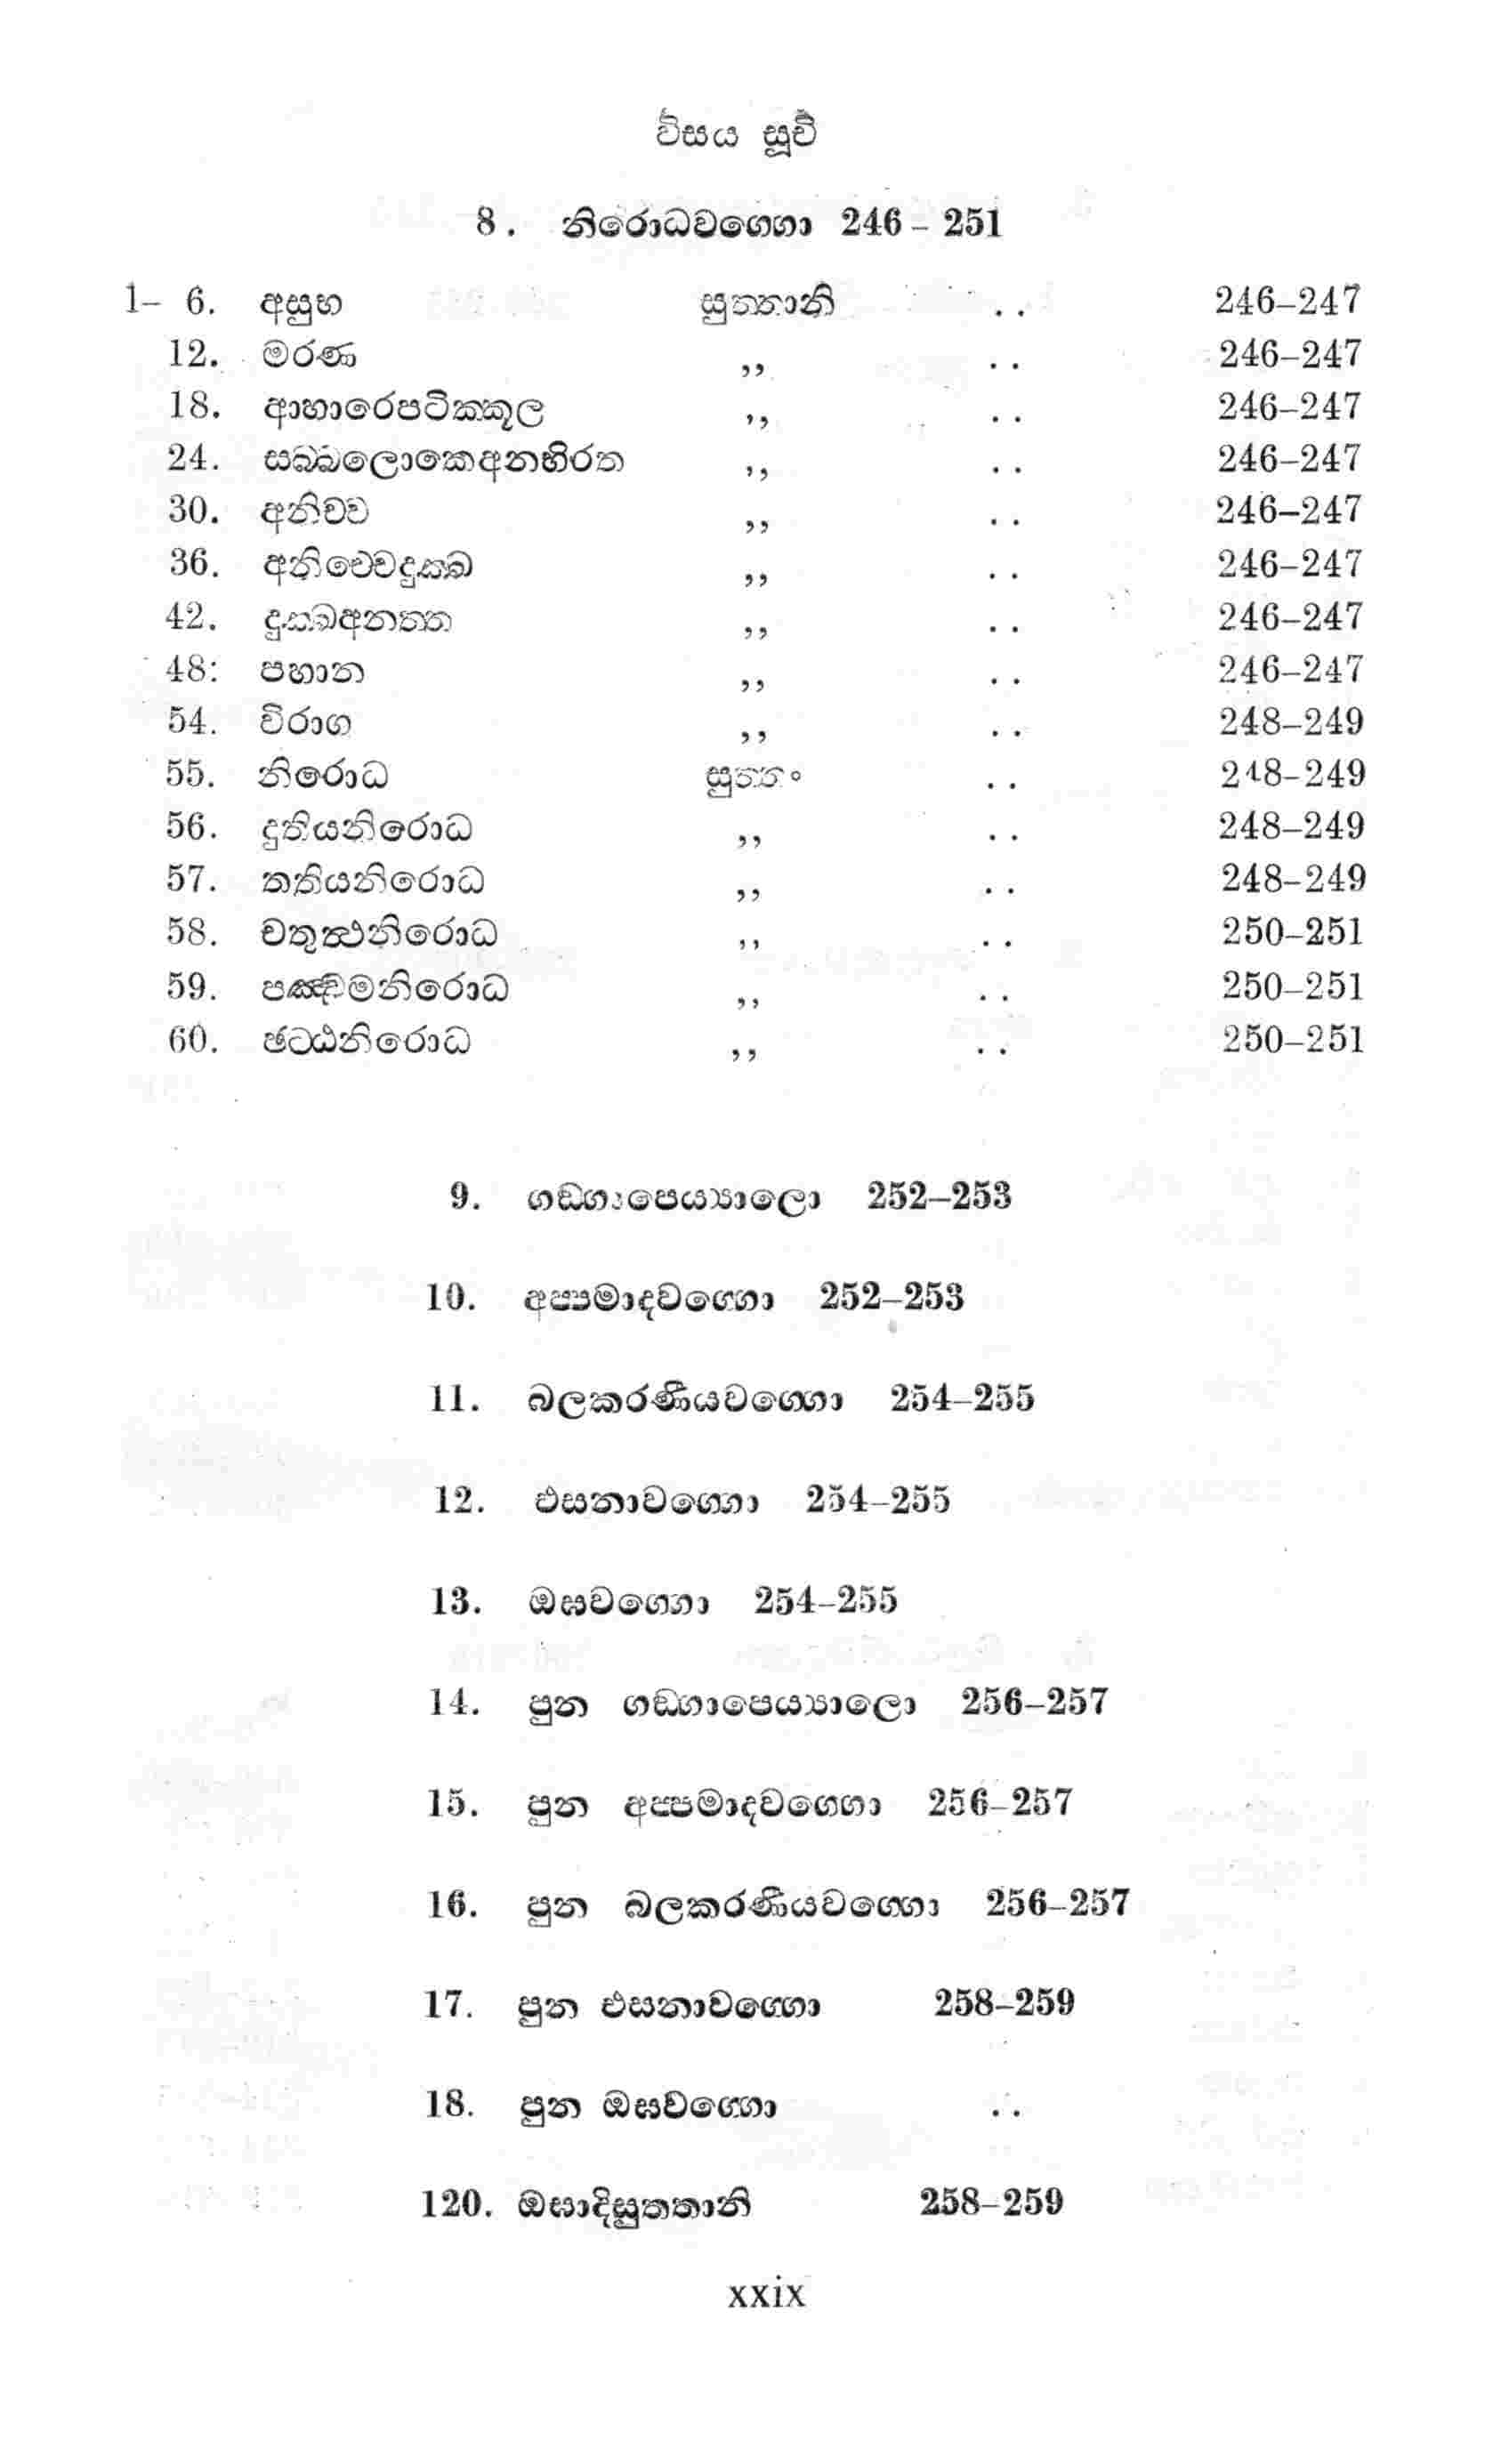 විසය සූචි
8. නිරොධවග්ගො 246 – 251
1– 6. අසුභ සුත්තානි .. 246–247
12. මරණ ,, .. 246–247
18. ආහාරෙපටික්කූල ,, .. 246–247
24. සබ්බලොකෙඅනභිරත ,, .. 246–247
30. අනිච්ච ,, .. 246–247
36. අනිච්චෙදුක්ඛ ,, .. 246–247
42. දුක්ඛඅනත්ත ,, .. 246–247
48: පහාන ,, .. 246–247
54. විරාග ,, .. 248–249
55. නිරොධ සුත්තං .. 248–249
56. දුතියනිරොධ ,, .. 248–249
57. තතියනිරොධ ,, .. 248–249
58. චතුත්ථනිරොධ ,, .. 250–251
59. පඤ්චමනිරොධ ,, .. 250–251
60. ඡට්ඨනිරොධ ,, .. 250–251
9. ගඞ්ගාපෙය්‍යාලො 252–253
10. අප්පමාදවග්ගො 252–253
11. බලකරණීයවග්ගො 254–255
12. එසනාවග්ගො 254–255
13. ඔඝවග්ගො 254–255
14. පුන ගඞ්ගාපෙය්‍යාලො 256–257
15. පුන අප්පමාදවග්ගො 256–257
16. පුන බලකරණීයවග්ගො 256–257
17. පුන එසනාවග්ගො 258–259
18. පුන ඔඝවග්ගො ..
120. ඔඝාදිසුත්තානි 258–259
xxix